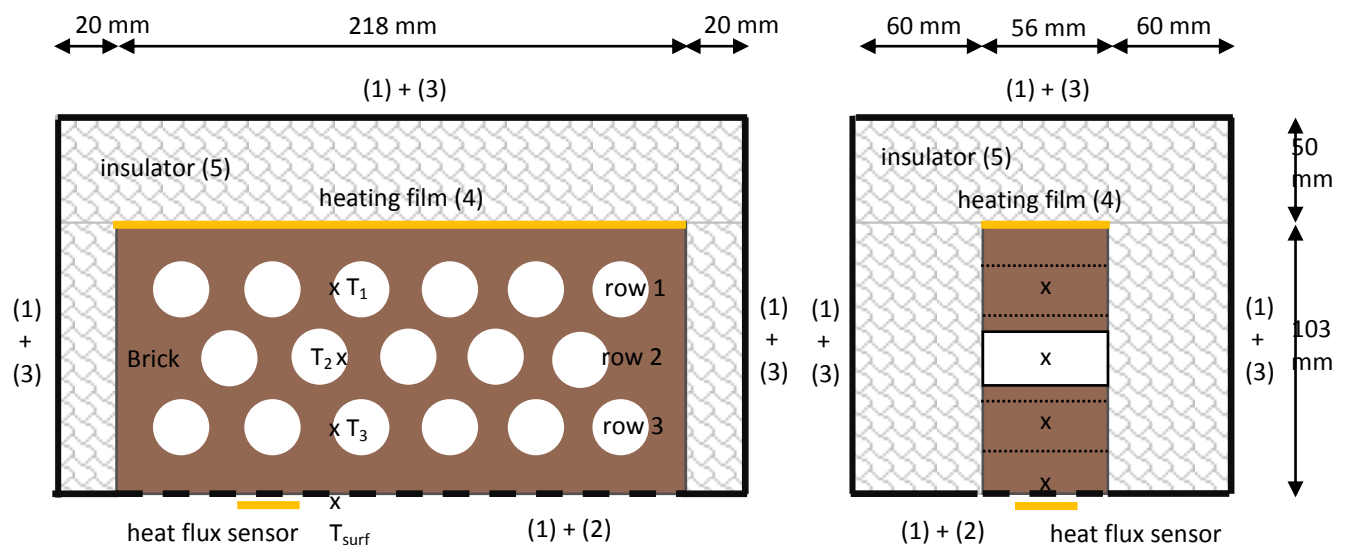 20 mm
218 mm
20 mm
60 mm
56 mm
60 mm
(1) + (3)
(1) + (3)
insulator (5)
heating film (4)
insulator (5)
heating film (4)
50
mm
x T1
row 1
x
(1)
+
(3)
Brick
T2 x
row 2
(1)
+
(3)
(1)
+
(3)
x
(1)
+
(3)
103
mm
x T3
row 3
x
x
x
heat flux sensor
Tsurf
(1) + (2)
(1) + (2)
heat flux sensor